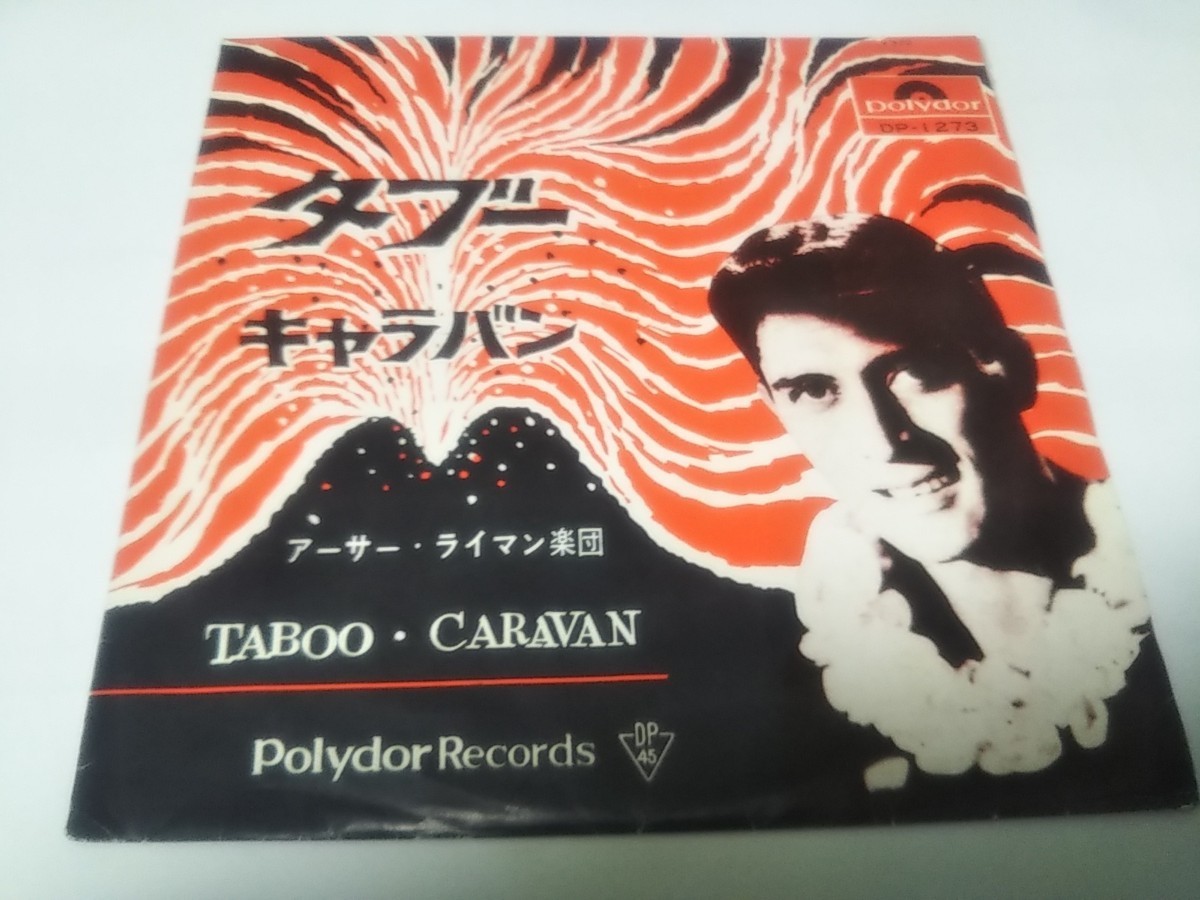 polydor
DP-1273
タブー
キャラバン
アーサー・ライマン楽団
TABOO・CARAVAN
Polydor Records
DP
45